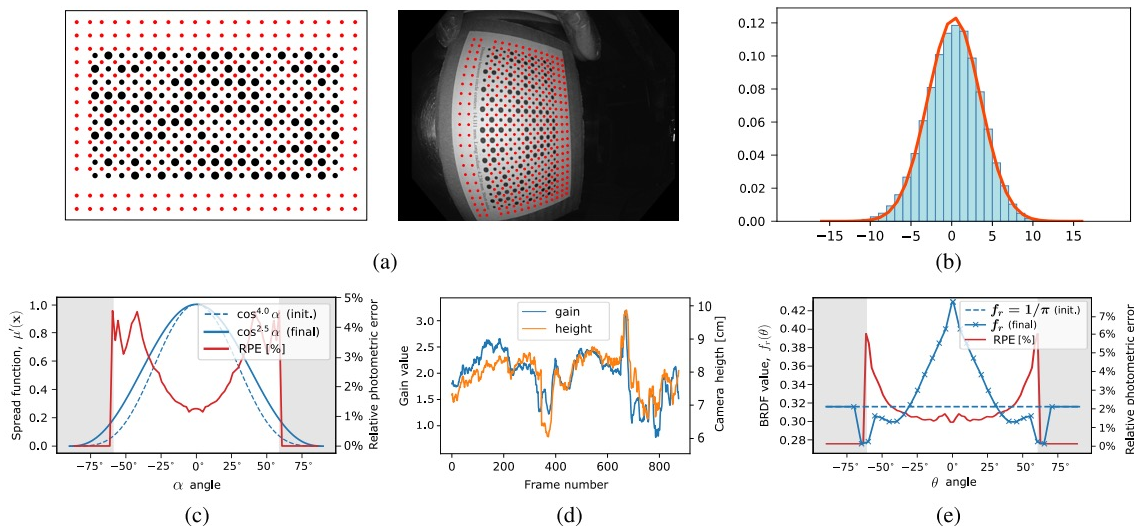 0.12
0.10
0.08
0.06
0.04
0.02
0.00
−15 −10 −5 0 5 10 15
(a)
(b)
Spread function, μ′(x)
1.0
0.8
0.6
0.4
0.2
0.0
cos^4.0 α (init.)
cos^2.5 α (final)
RPE [%]
5%
4%
3%
2%
1%
0%
Relative photometric error
−75° −50° −25° 0° 25° 50° 75°
α angle
(c)
Gain value
3.0
2.5
2.0
1.5
1.0
gain
height
10
9
8
7
6
Camera heigth [cm]
0 200 400 600 800
Frame number
(d)
BRDF value, f_r(θ)
0.42
0.40
0.38
0.36
0.34
0.32
0.30
0.28
f_r = 1/π (init.)
f_r (final)
RPE [%]
7%
6%
5%
4%
3%
2%
1%
0%
Relative photometric error
−75° −50° −25° 0° 25° 50° 75°
θ angle
(e)